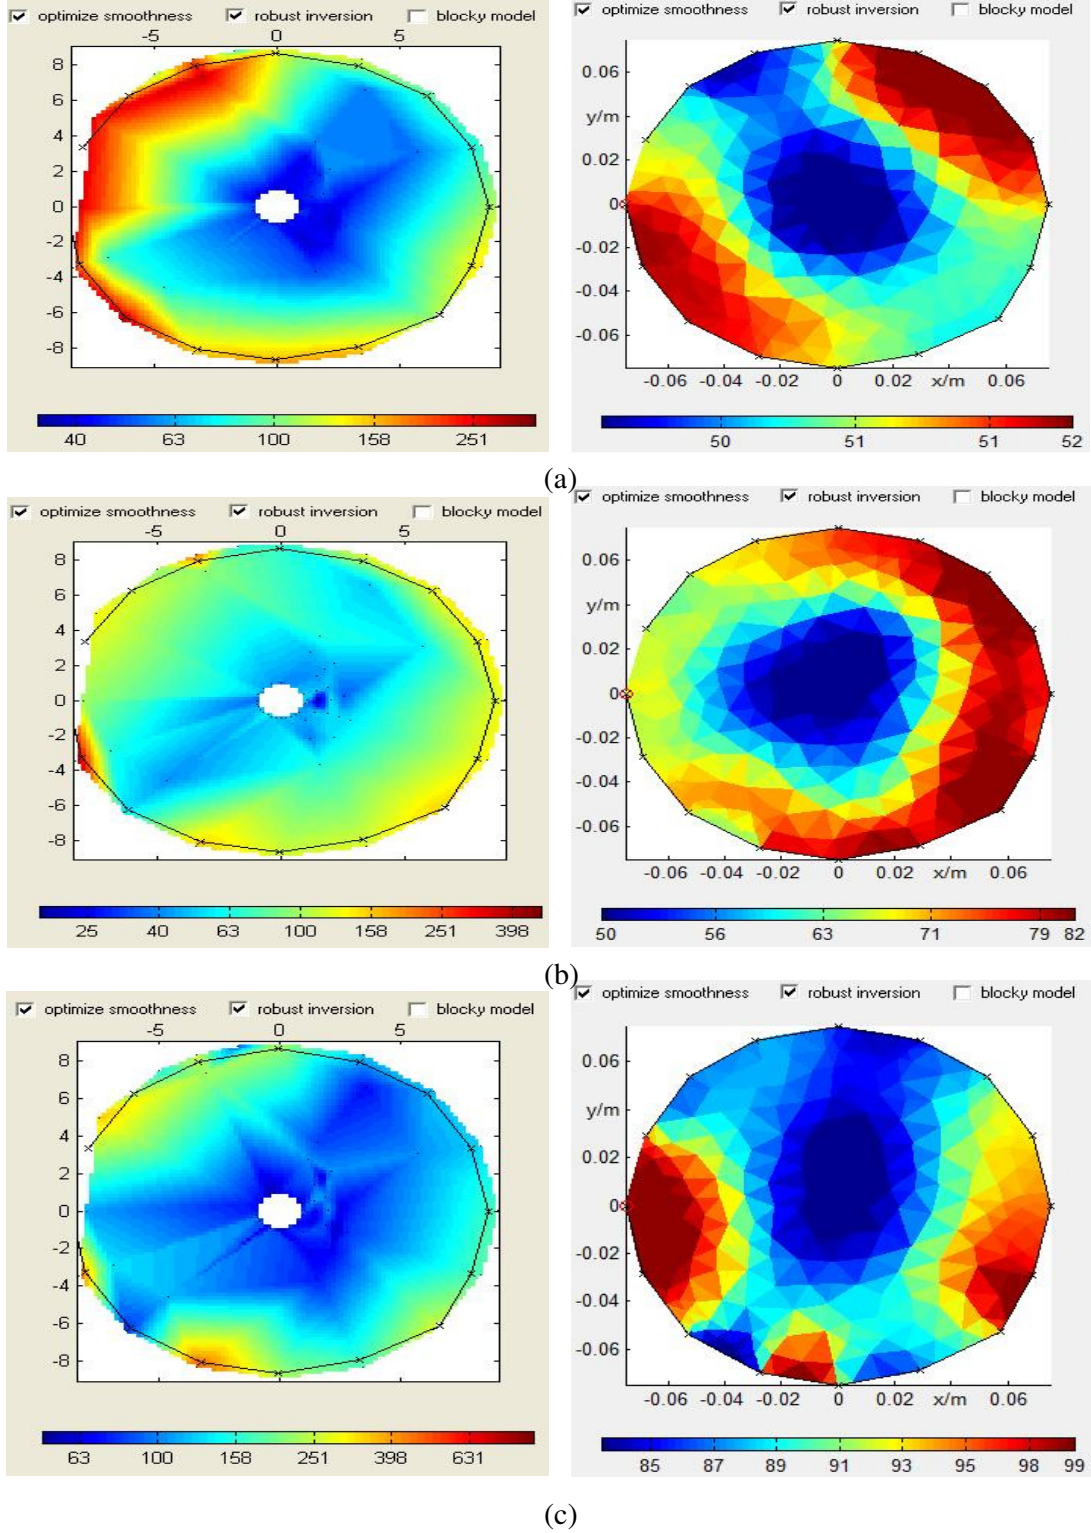 optimize smoothness robust inversion blocky model
-5 0 5
8
6
4
2
0
-2
-4
-6
-8
40 63 100 158 251
optimize smoothness robust inversion blocky model
0.06
y/m
0.02
0
-0.02
-0.04
-0.06
-0.06 -0.04 -0.02 0 0.02 x/m 0.06
50 51 51 52
(a)
optimize smoothness robust inversion blocky model
-5 0 5
8
6
4
2
0
-2
-4
-6
-8
25 40 63 100 158 251 398
optimize smoothness robust inversion blocky model
0.06
y/m
0.02
0
-0.02
-0.04
-0.06
-0.06 -0.04 -0.02 0 0.02 x/m 0.06
50 56 63 71 79 82
(b)
optimize smoothness robust inversion blocky model
-5 0 5
8
6
4
2
0
-2
-4
-6
-8
63 100 158 251 398 631
optimize smoothness robust inversion blocky model
0.06
y/m
0.02
0
-0.02
-0.04
-0.06
-0.06 -0.04 -0.02 0 0.02 x/m 0.06
85 87 89 91 93 95 98 99
(c)